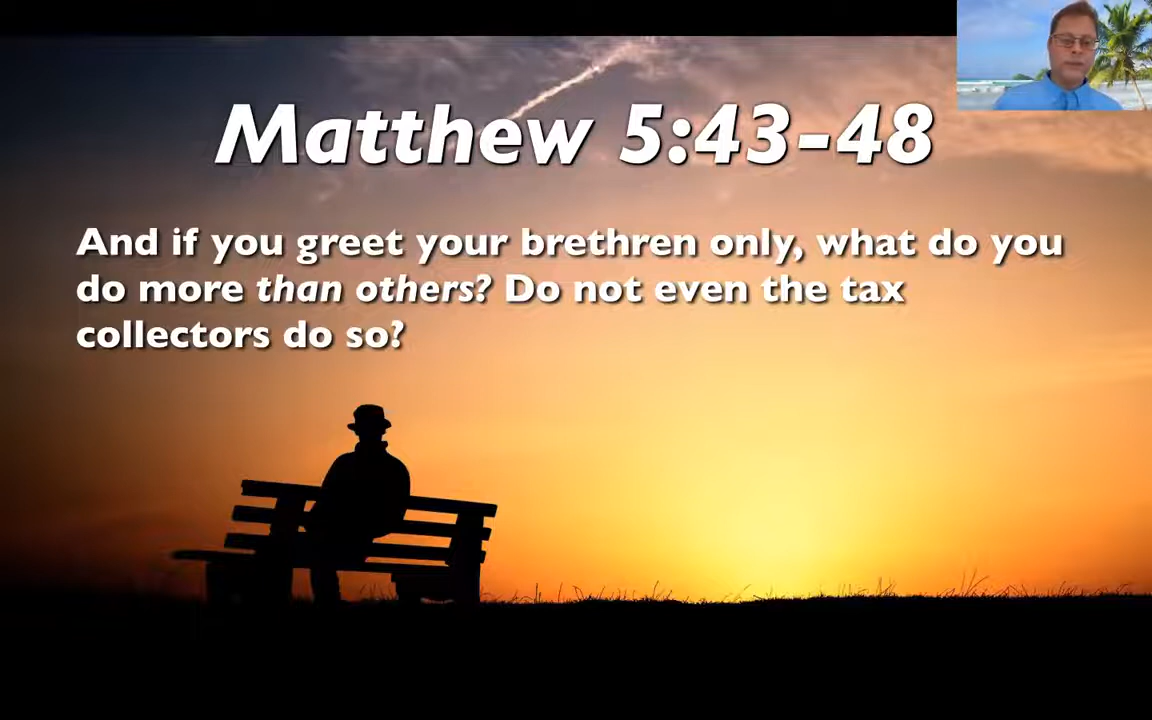 Matthew 5:43-48
And if you greet your brethren only, what do you
do more than others? Do not even the tax
collectors do so?